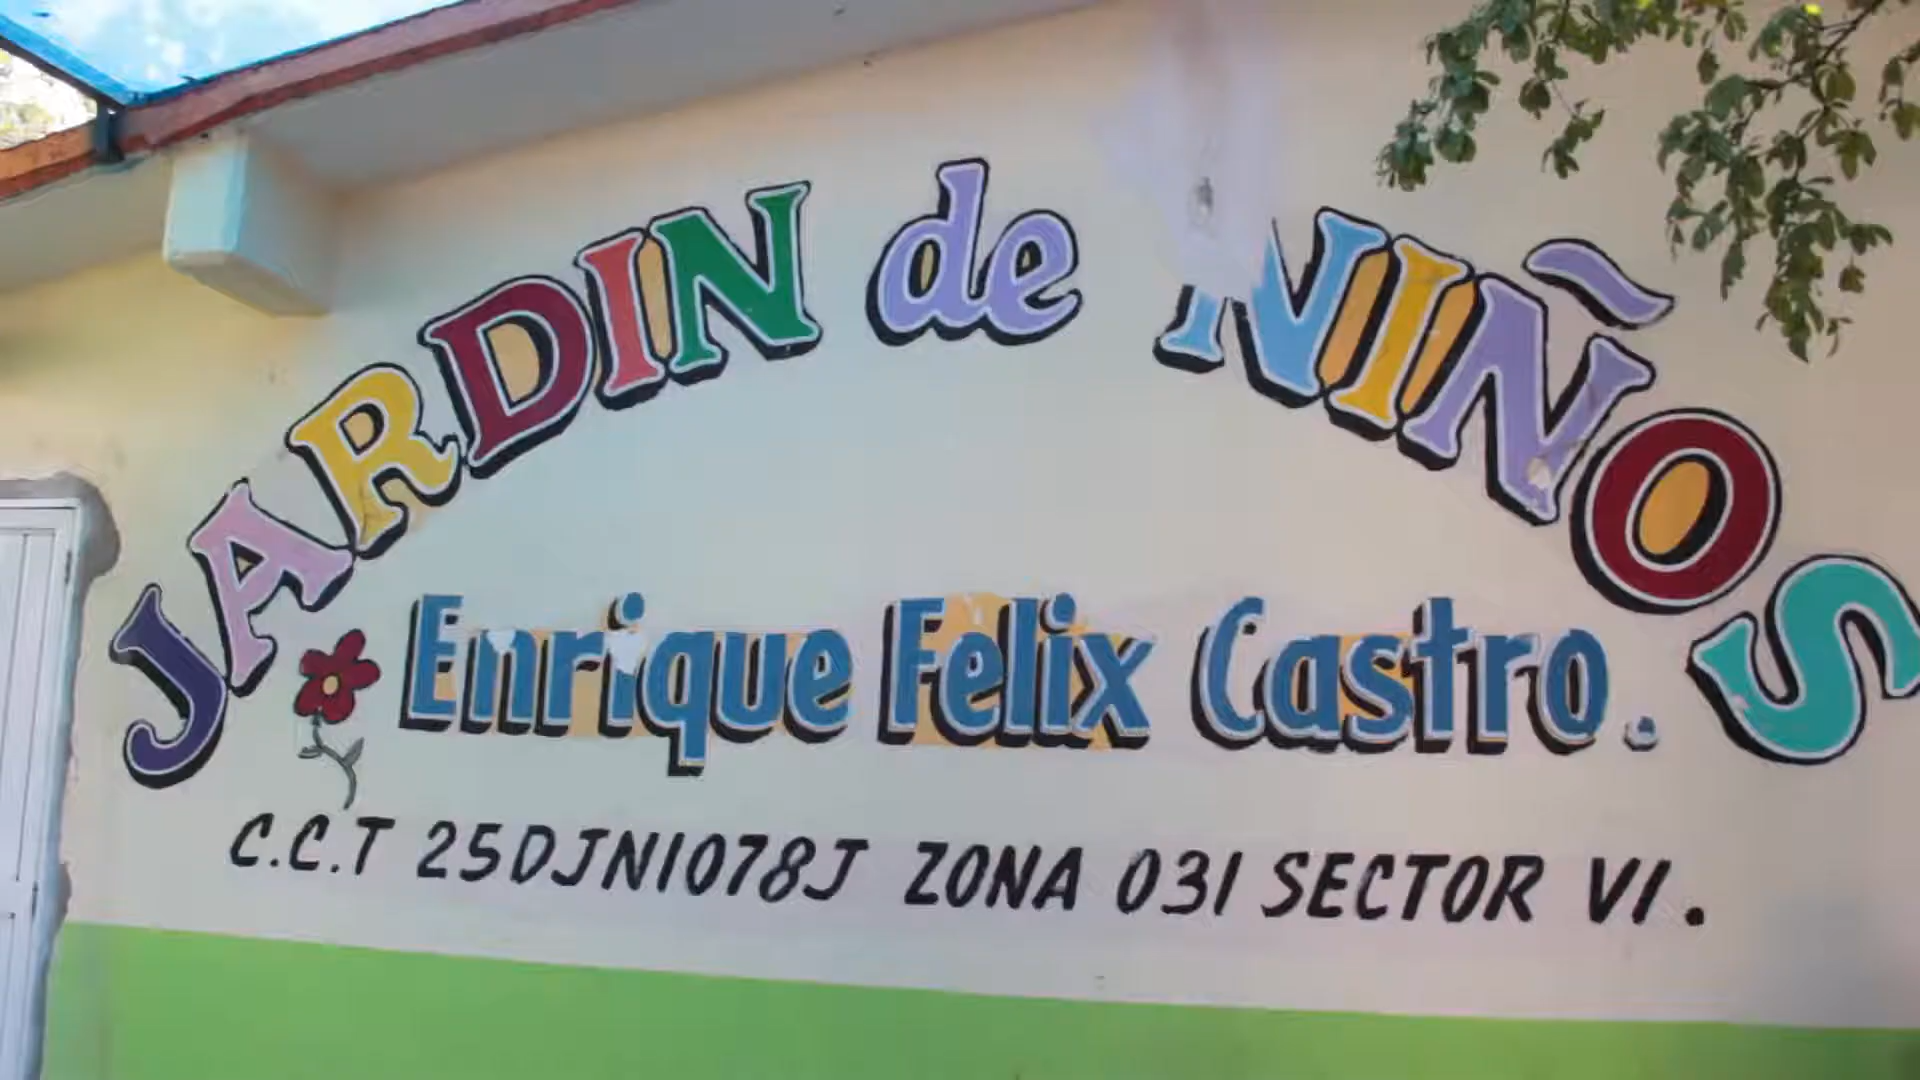 JARDIN de NIÑOS
Enrique Felix Castro.
C.C.T 25DJN1078J ZONA 031 SECTOR VI.